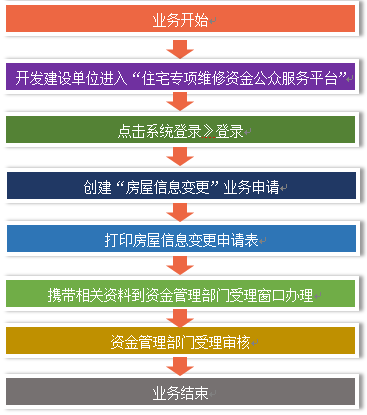 业务开始
开发建设单位进入“住宅专项维修资金公众服务平台”
点击系统登录》登录
创建“房屋信息变更”业务申请
打印房屋信息变更申请表
携带相关资料到资金管理部门受理窗口办理
资金管理部门受理审核
业务结束